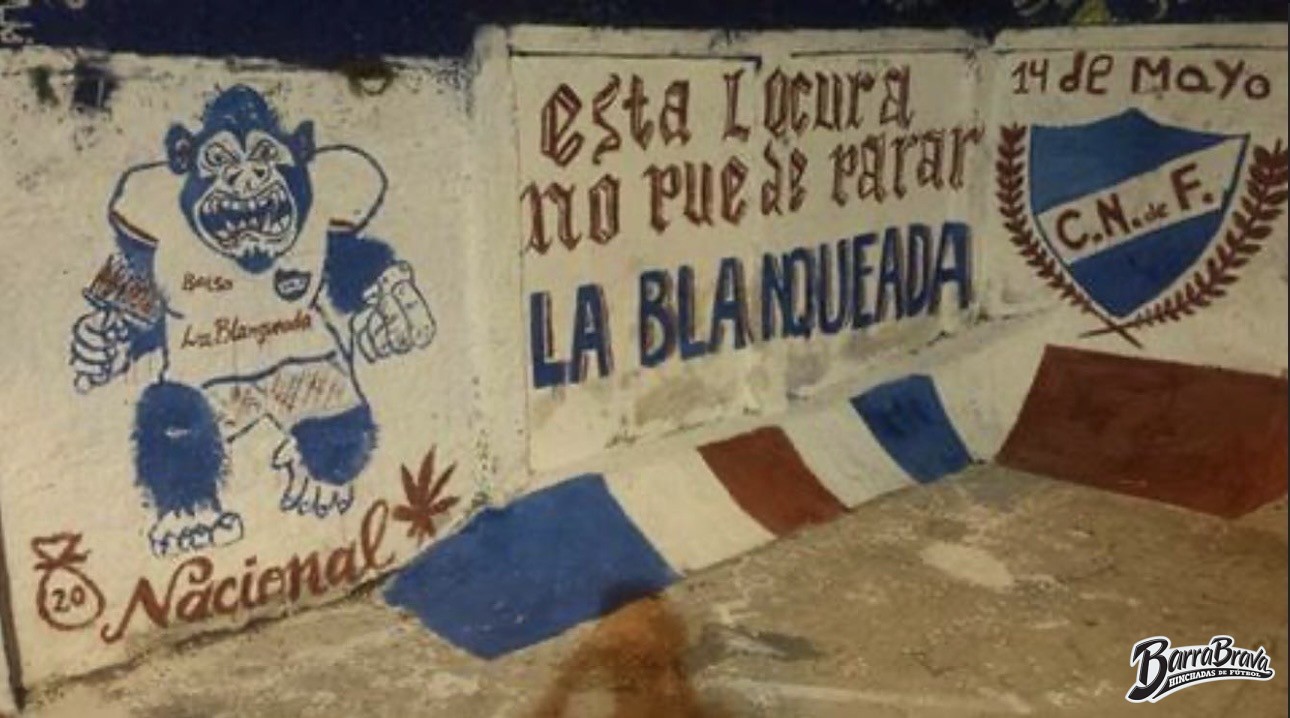 Bolso
La Blanqueada
20
Nacional
esta Locura
no puede parar
LA BLANQUEADA
14 de Mayo
C.N. de F.
BarraBrava
HINCHADAS DE FÚTBOL